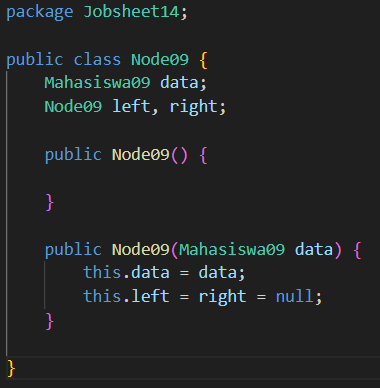 package Jobsheet14;
public class Node09 {
Mahasiswa09 data;
Node09 left, right;
public Node09() {
}
public Node09(Mahasiswa09 data) {
this.data = data;
this.left = right = null;
}
}